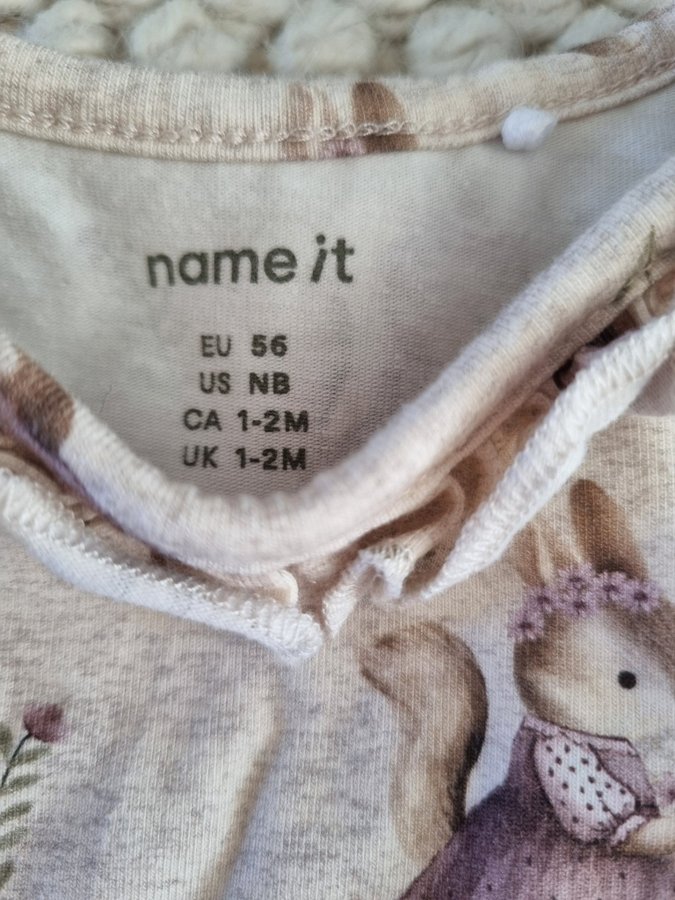 name it
EU 56
US NB
CA 1-2M
UK 1-2M